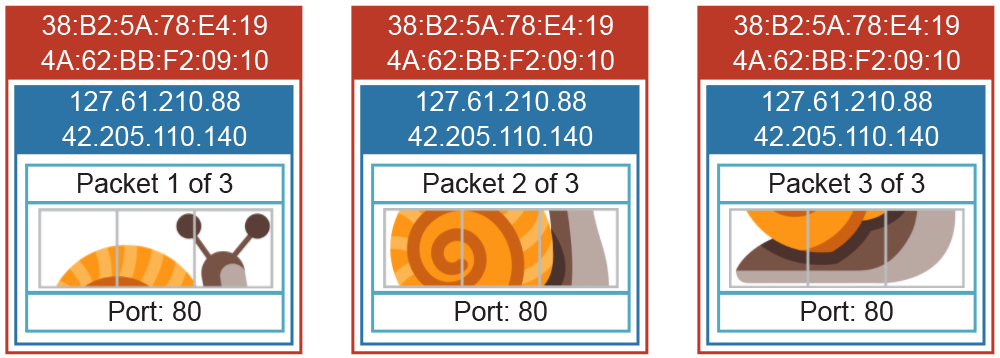 38:B2:5A:78:E4:19
4A:62:BB:F2:09:10
127.61.210.88
42.205.110.140
Packet 1 of 3
Port: 80
38:B2:5A:78:E4:19
4A:62:BB:F2:09:10
127.61.210.88
42.205.110.140
Packet 2 of 3
Port: 80
38:B2:5A:78:E4:19
4A:62:BB:F2:09:10
127.61.210.88
42.205.110.140
Packet 3 of 3
Port: 80